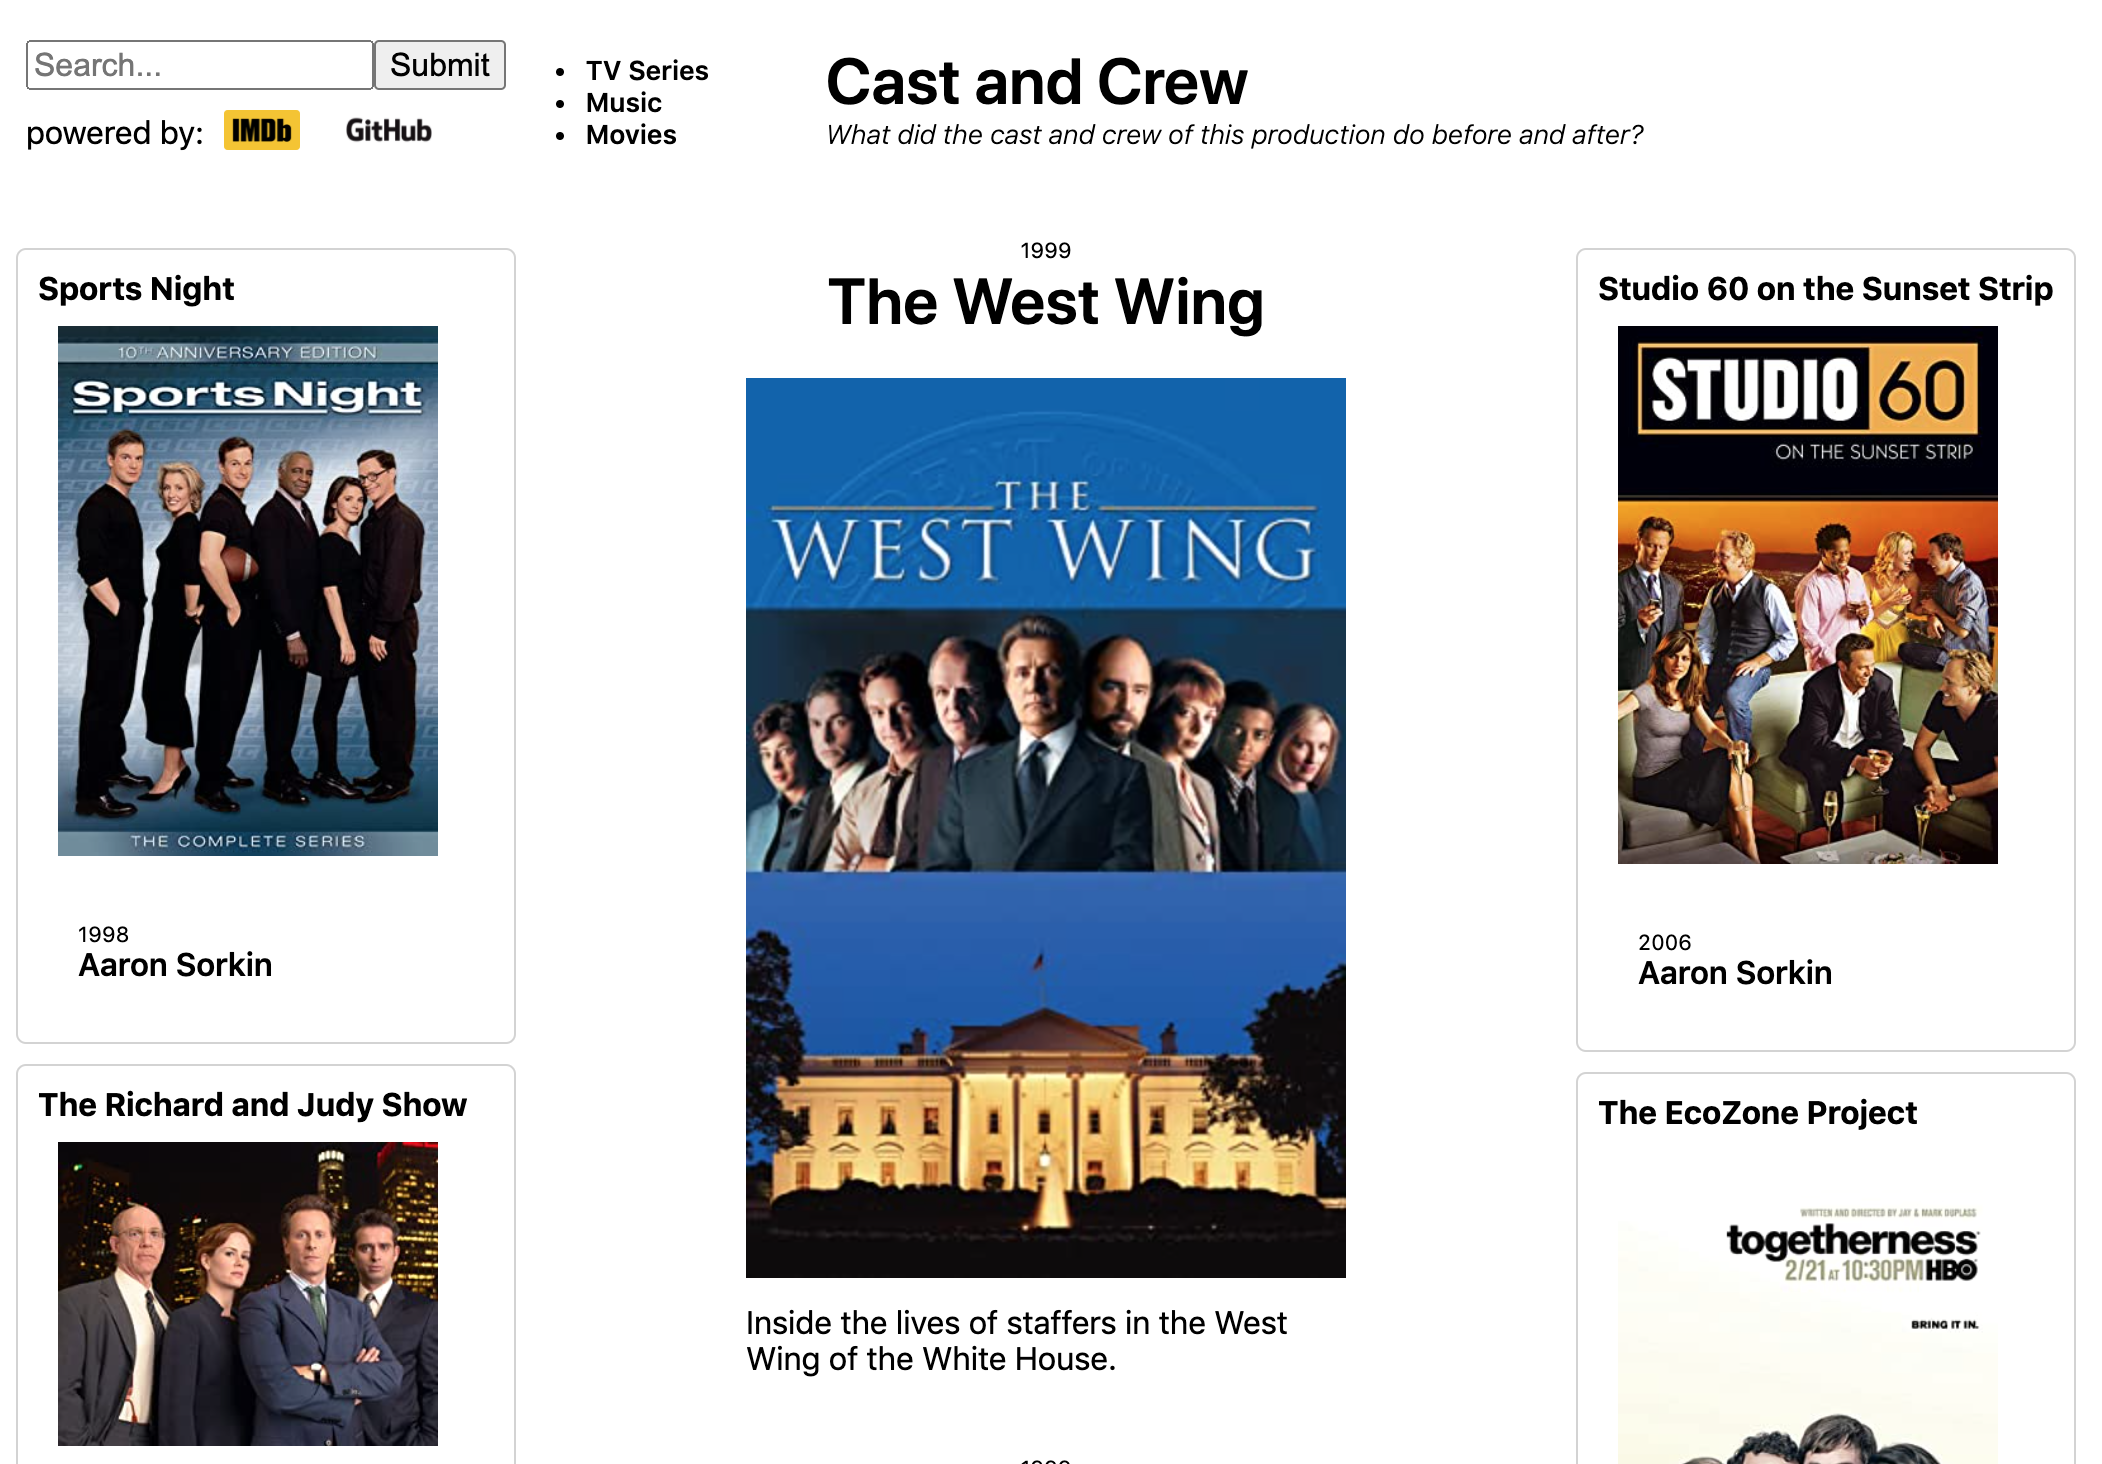 Search...
Submit
powered by:
IMDb
GitHub
TV Series
Music
Movies
Cast and Crew
What did the cast and crew of this production do before and after?
Sports Night
10TH ANNIVERSARY EDITION
Sports Night
THE COMPLETE SERIES
1998
Aaron Sorkin
The Richard and Judy Show
1999
The West Wing
THE
WEST WING
Inside the lives of staffers in the West
Wing of the White House.
Studio 60 on the Sunset Strip
STUDIO 60
ON THE SUNSET STRIP
2006
Aaron Sorkin
The EcoZone Project
WRITTEN AND DIRECTED BY JAY & MARK DUPLASS
togetherness
2/21 AT 10:30PM HBO
BRING IT IN.